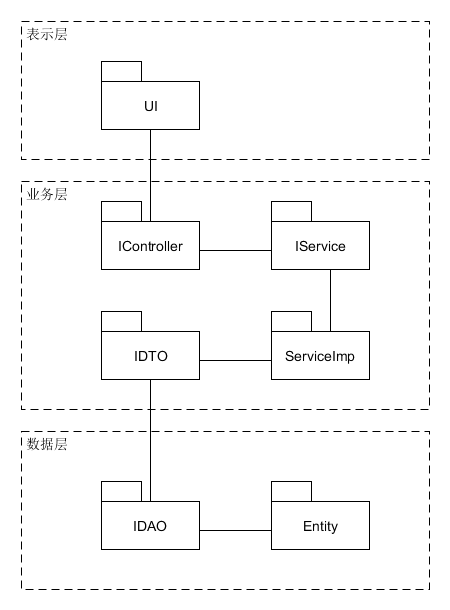 表示层
UI
业务层
IController
IService
IDTO
ServiceImp
数据层
IDAO
Entity